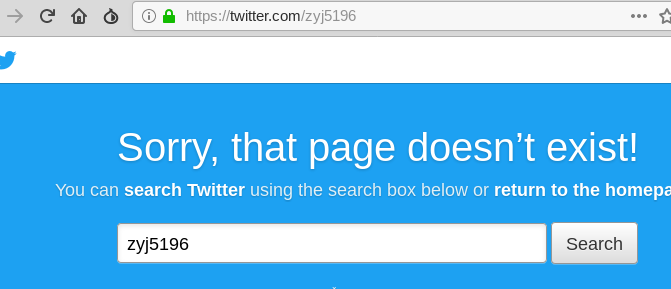 https://twitter.com/zyj5196
Sorry, that page doesn’t exist!
You can search Twitter using the search box below or return to the homepa
zyj5196
Search